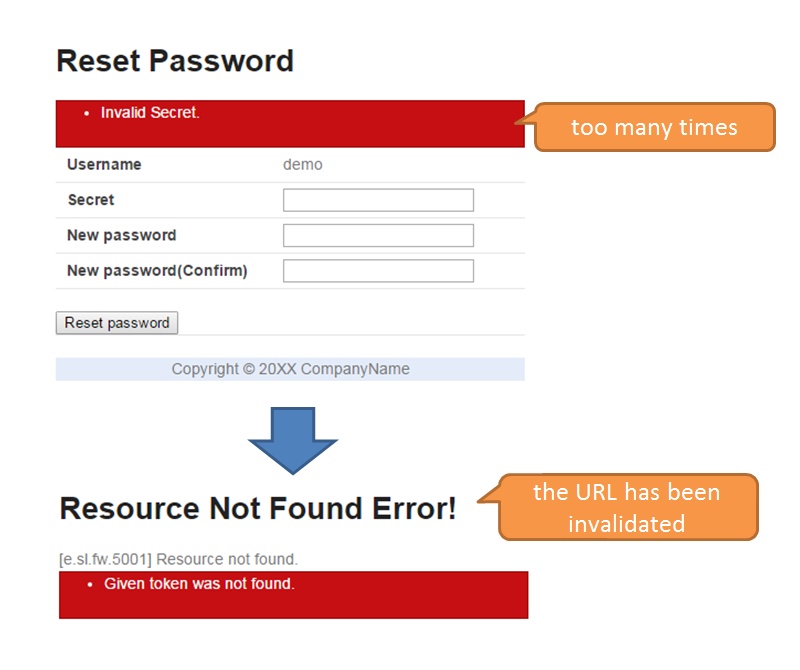 Reset Password
• Invalid Secret.
too many times
Username demo
Secret
New password
New password(Confirm)
Reset password
Copyright © 20XX CompanyName
Resource Not Found Error!
the URL has been
invalidated
[e.sl.fw.5001] Resource not found.
• Given token was not found.